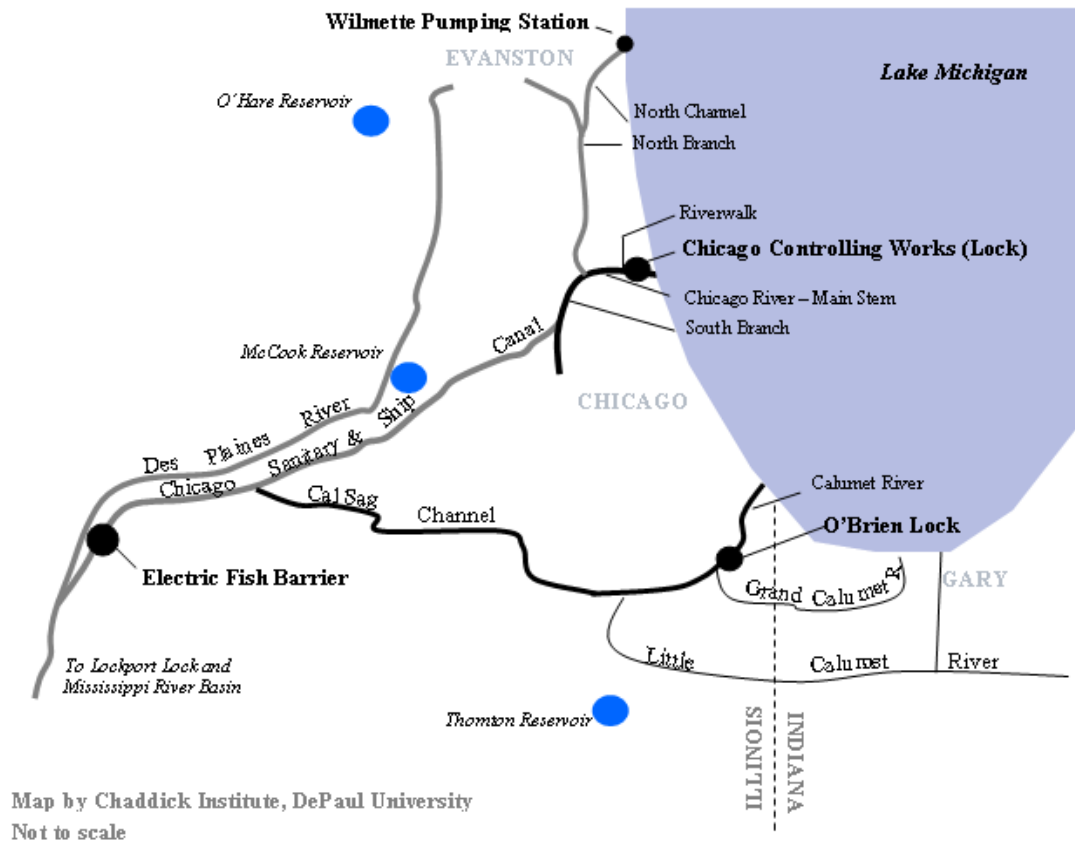 Wilmette Pumping Station
EVANSTON
Lake Michigan
O´Hare Reservoir
North Channel
North Branch
Riverwalk
Chicago Controlling Works (Lock)
Chicago River – Main Stem
South Branch
McCook Reservoir
CHICAGO
Des Plaines River
Chicago Sanitary & Ship Canal
Cal Sag Channel
Calumet River
O’Brien Lock
Electric Fish Barrier
Grand Calumet R
GARY
To Lockport Lock and
Mississippi River Basin
Little Calumet River
Thornton Reservoir
ILLINOIS
INDIANA
Map by Chaddick Institute, DePaul University
Not to scale